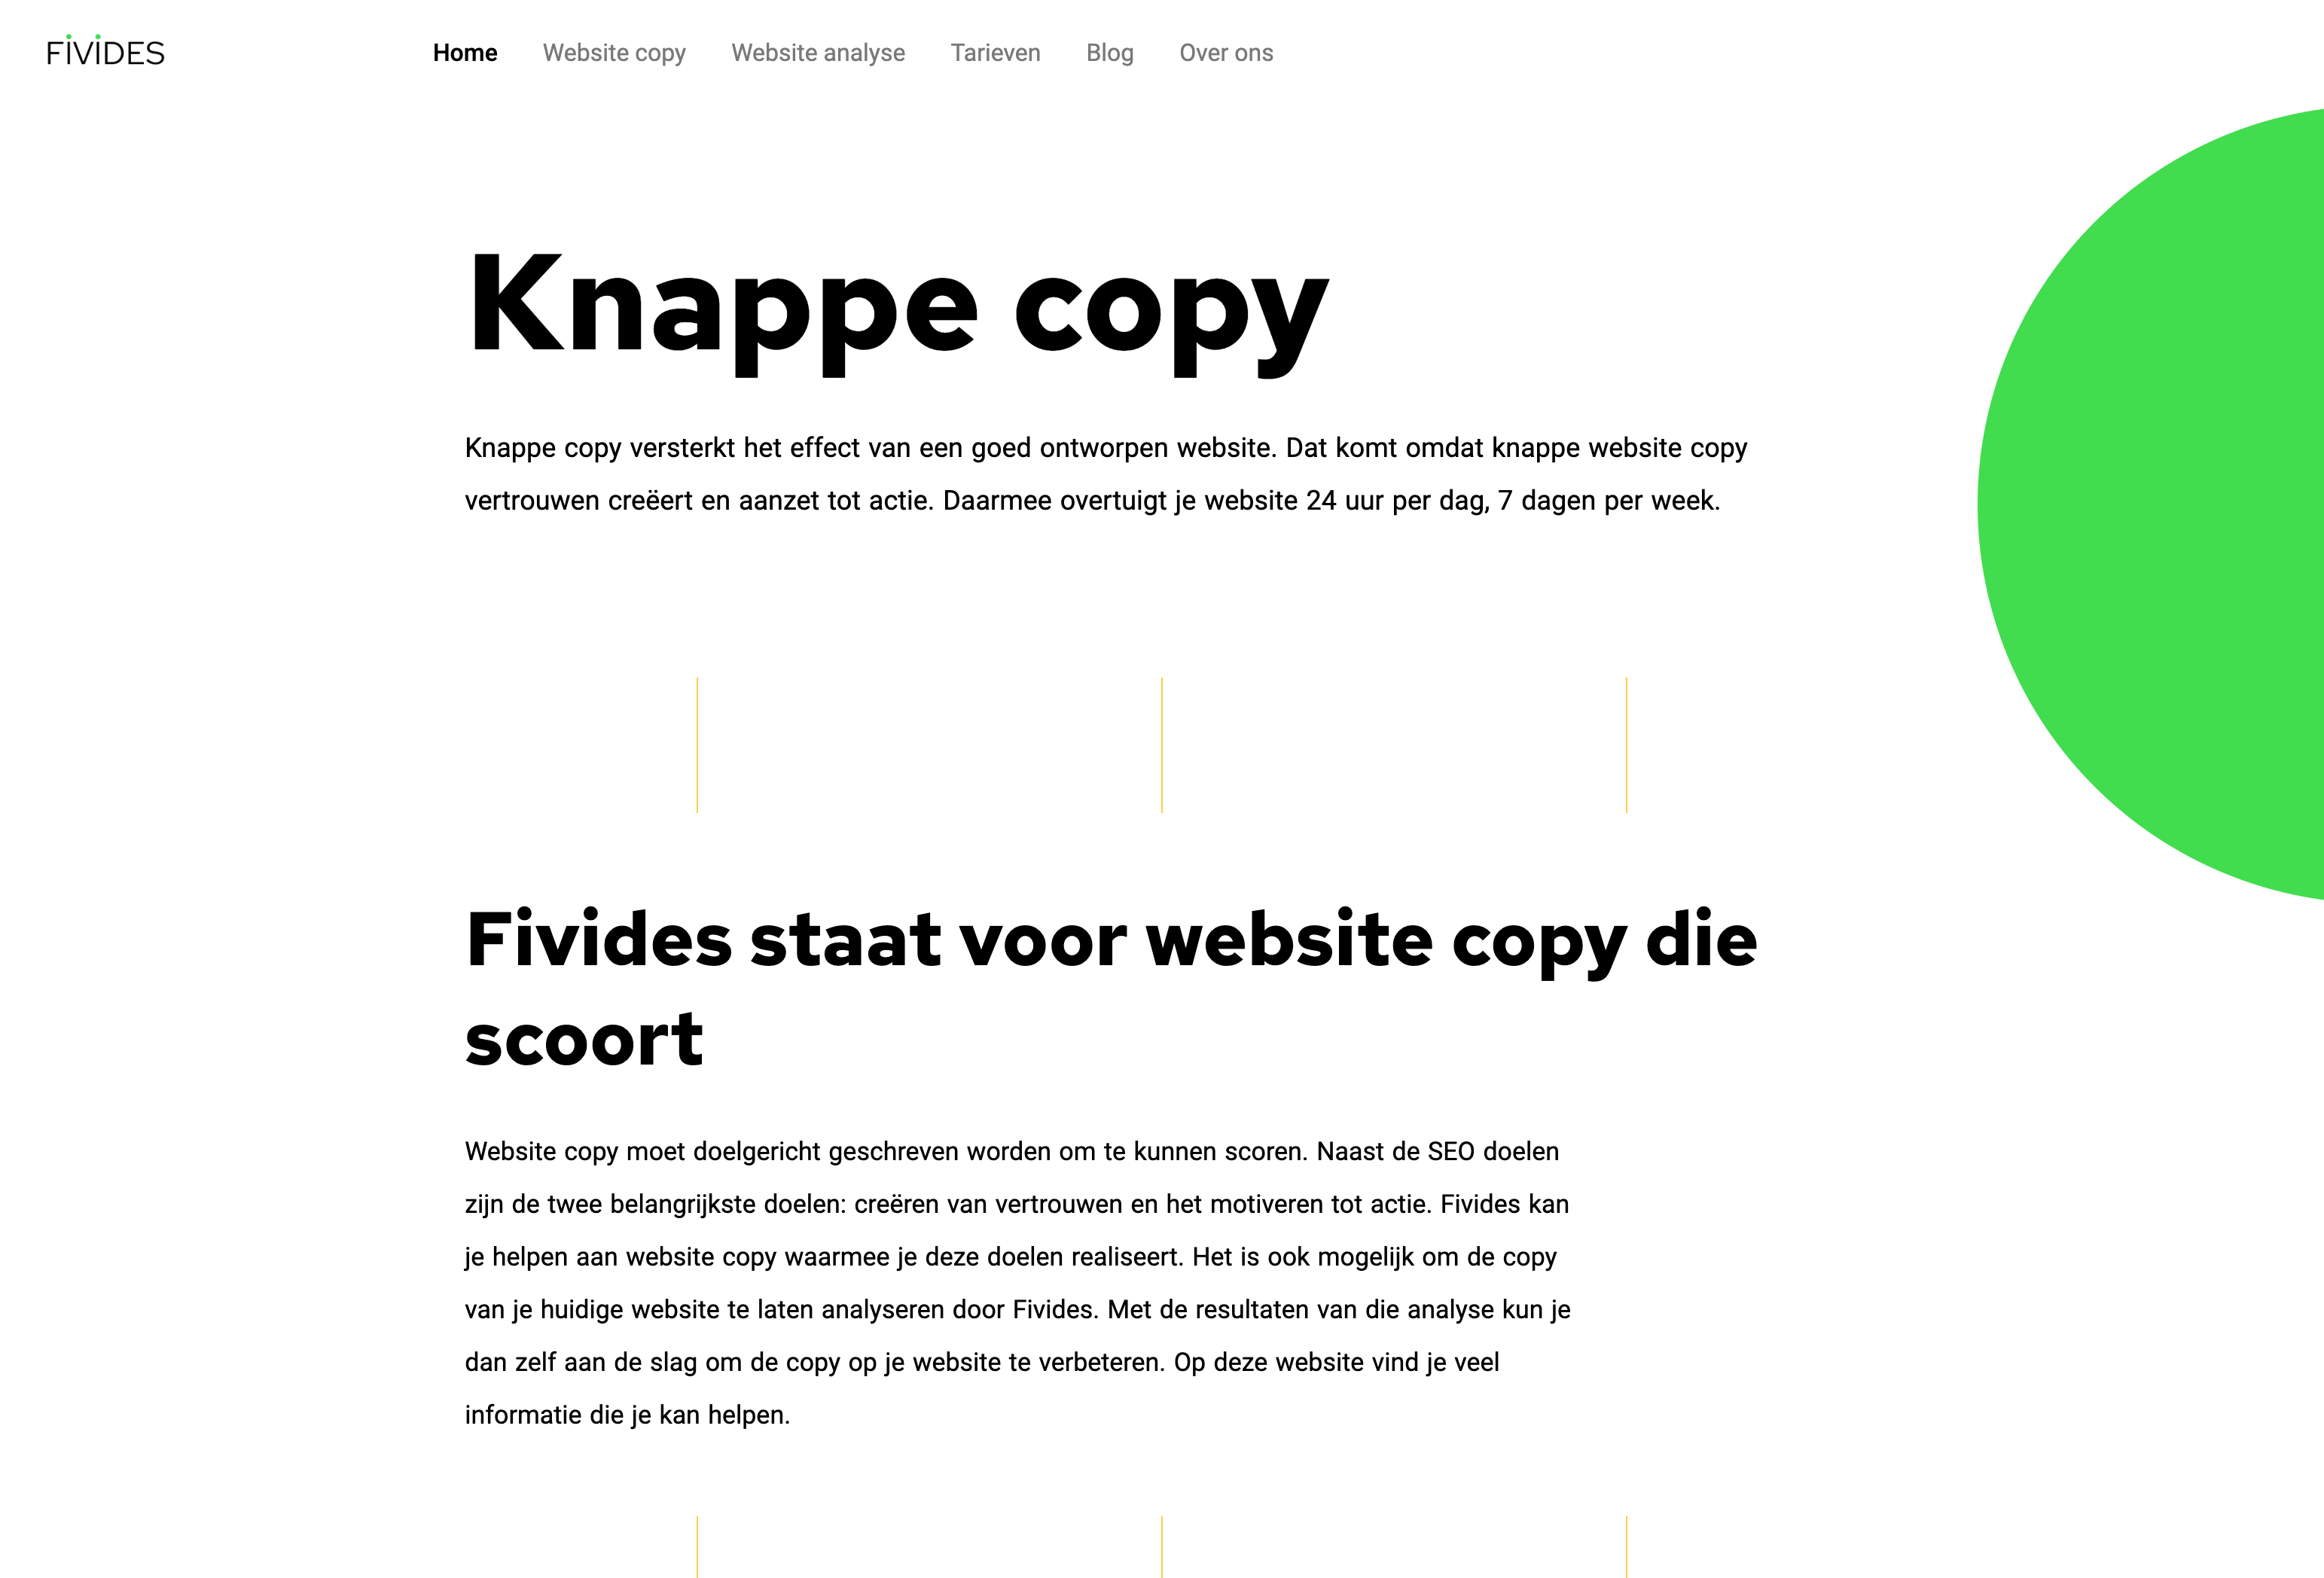 FIVIDES
Home Website copy Website analyse Tarieven Blog Over ons
Knappe copy
Knappe copy versterkt het effect van een goed ontworpen website. Dat komt omdat knappe website copy
vertrouwen creëert en aanzet tot actie. Daarmee overtuigt je website 24 uur per dag, 7 dagen per week.
Fivides staat voor website copy die
scoort
Website copy moet doelgericht geschreven worden om te kunnen scoren. Naast de SEO doelen
zijn de twee belangrijkste doelen: creëren van vertrouwen en het motiveren tot actie. Fivides kan
je helpen aan website copy waarmee je deze doelen realiseert. Het is ook mogelijk om de copy
van je huidige website te laten analyseren door Fivides. Met de resultaten van die analyse kun je
dan zelf aan de slag om de copy op je website te verbeteren. Op deze website vind je veel
informatie die je kan helpen.